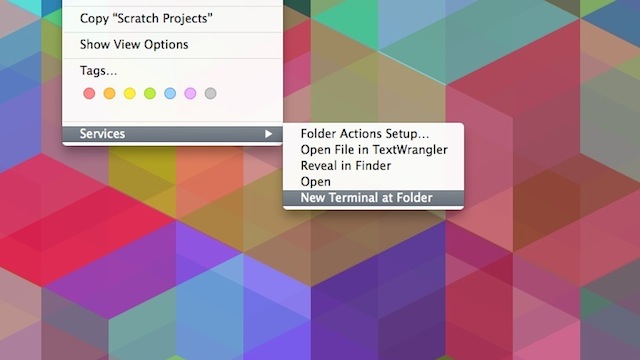 Copy “Scratch Projects”
Show View Options
Tags…
Services
Folder Actions Setup…
Open File in TextWrangler
Reveal in Finder
Open
New Terminal at Folder